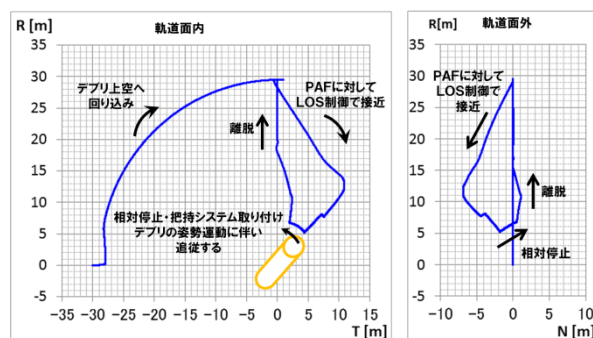 R [m]
軌道面内
35
30
25
20
15
10
5
0
5
デブリ上空へ
回り込み
PAFに対して
LOS制御で接近
離脱
相対停止・把持システム取り付け
デブリの姿勢運動に伴い
追従する
-35 -30 -25 -20 -15 -10 -5 0 5 10 15
T [m]
R[m]
軌道面外
35
30
25
20
15
10
5
0
-5
PAFに対して
LOS制御で
接近
離脱
相対停止
-10 -5 0 5 10
N [m]